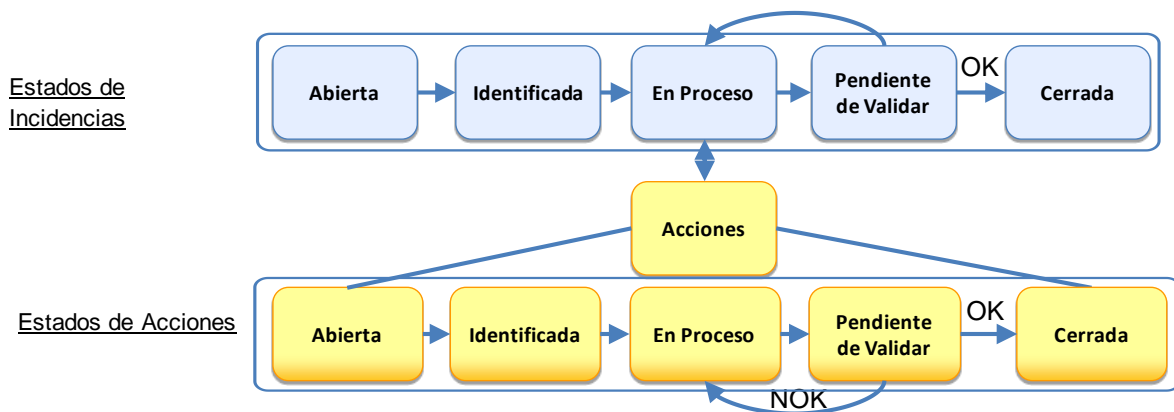 Estados de
Incidencias
Abierta
Identificada
En Proceso
Pendiente
de Validar
OK
Cerrada
Acciones
Estados de Acciones
Abierta
Identificada
En Proceso
Pendiente
de Validar
OK
Cerrada
NOK